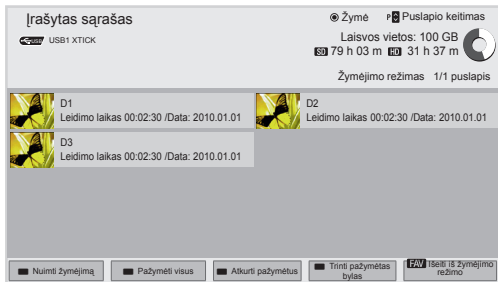 Įrašytas sąrašas
Žymė
P Puslapio keitimas
USB USB1 XTICK
Laisvos vietos: 100 GB
SD 79 h 03 m HD 31 h 37 m
Žymėjimo režimas 1/1 puslapis
D1
Leidimo laikas 00:02:30 /Data: 2010.01.01
D2
Leidimo laikas 00:02:30 /Data: 2010.01.01
D3
Leidimo laikas 00:02:30 /Data: 2010.01.01
Nuimti žymėjimą
Pažymėti visus
Atkurti pažymėtus
Trinti pažymėtas
bylas
FAV Išeiti iš žymėjimo
režimo